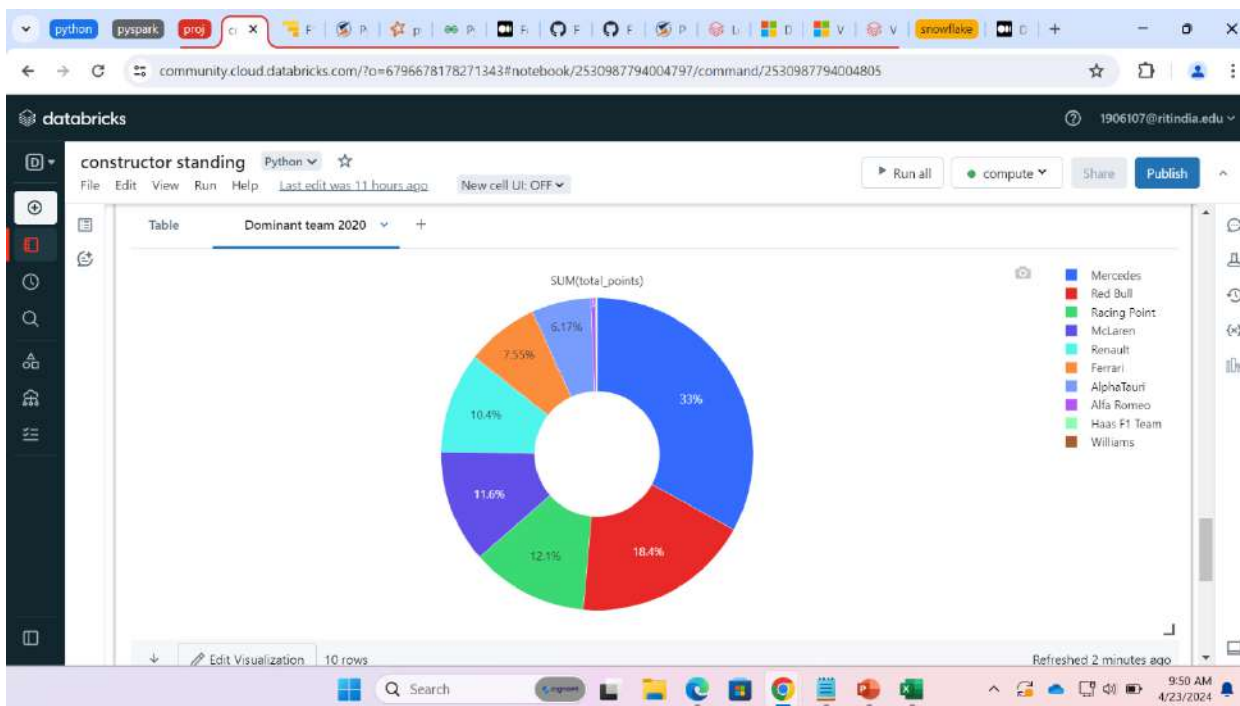 python pyspark proj snowflake
community.cloud.databricks.com/?o=6796678178271343#notebook/2530987794004797/command/2530987794004805
databricks
1906107@ritindia.edu
D
constructor standing Python
File Edit View Run Help Last edit was 11 hours ago New cell UI: OFF
Run all compute Share Publish
Table Dominant team 2020 +
SUM(total_points)
33%
18.4%
12.1%
11.6%
10.4%
7.55%
6.17%
Mercedes
Red Bull
Racing Point
McLaren
Renault
Ferrari
AlphaTauri
Alfa Romeo
Haas F1 Team
Williams
Edit Visualization 10 rows
Refreshed 2 minutes ago
Search
9:50 AM
4/23/2024